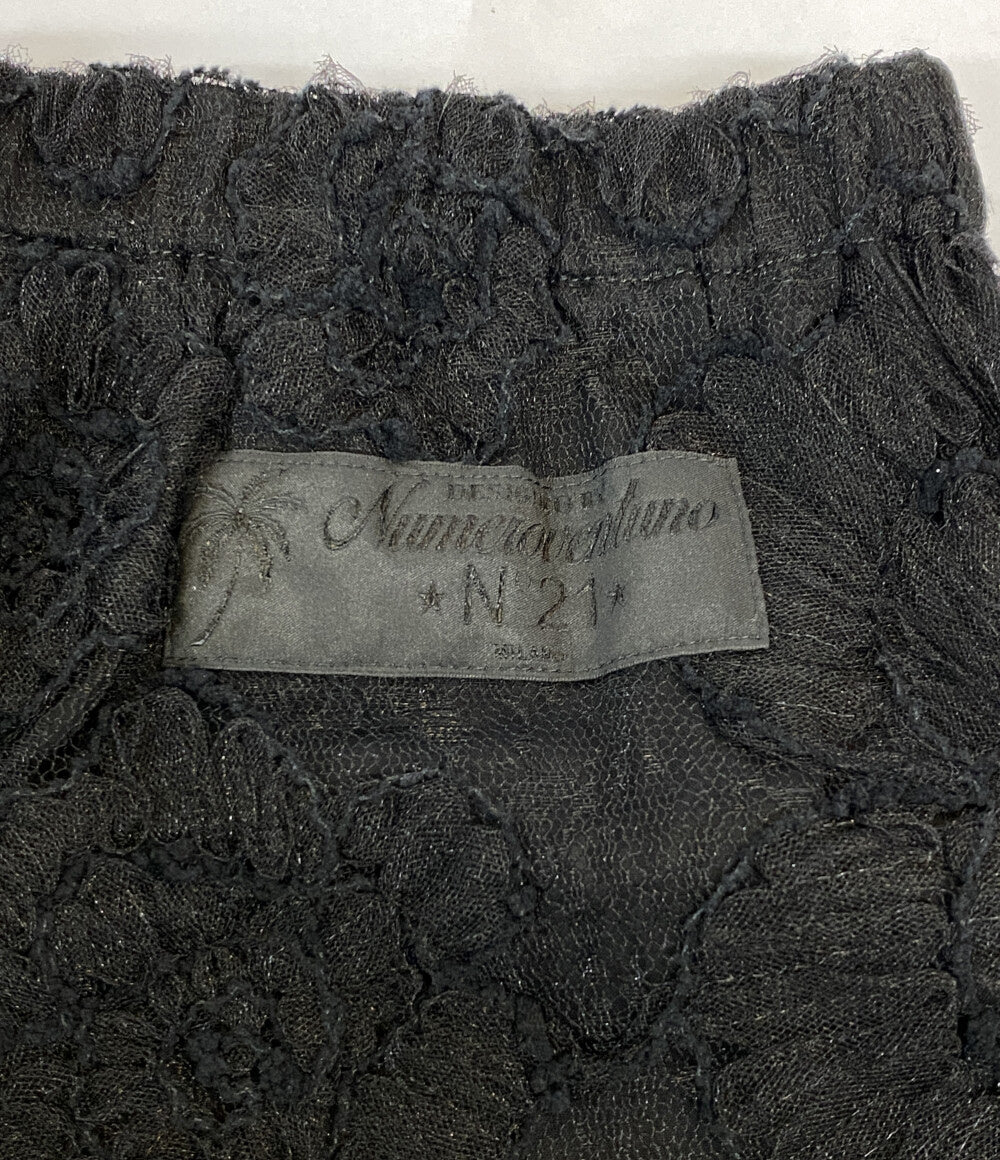 DESIGNED BY
Numeroventuno
★ N°21 ★